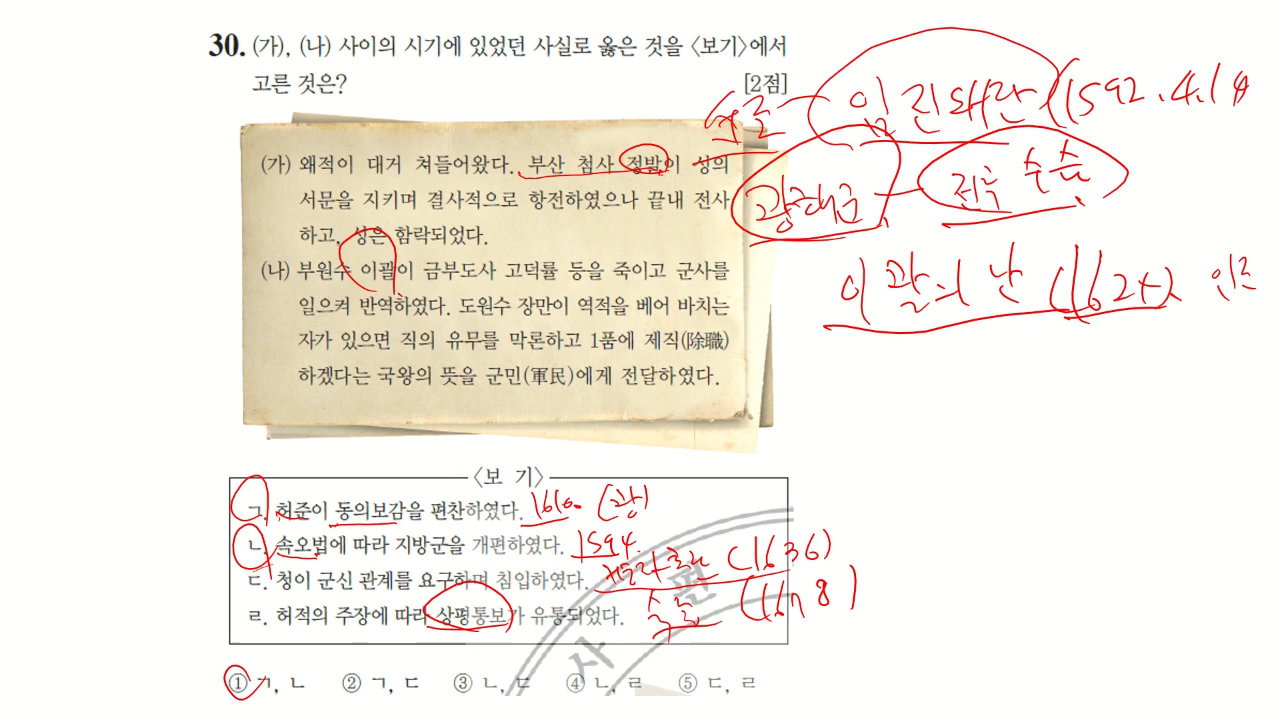 30. (가), (나) 사이의 시기에 있었던 사실로 옳은 것을 〈보기〉에서
고른 것은? [2점]
선조 임진왜란 (1592.4.14
(가) 왜적이 대거 쳐들어왔다. 부산 첨사 정발이 성의
서문을 지키며 결사적으로 항전하였으나 끝내 전사
하고, 성은 함락되었다.
광해군 전후 수습
(나) 부원수 이괄이 금부도사 고덕률 등을 죽이고 군사를
일으켜 반역하였다. 도원수 장만이 역적을 베어 바치는
자가 있으면 직의 유무를 막론하고 1품에 제직(除職)
하겠다는 국왕의 뜻을 군민(軍民)에게 전달하였다.
이괄의 난 (1624) 인조
〈보 기〉
ㄱ. 허준이 동의보감을 편찬하였다. 1610 (광)
ㄴ. 속오법에 따라 지방군을 개편하였다. 1594.
ㄷ. 청이 군신 관계를 요구하며 침입하였다. 병자호란 (1636)
ㄹ. 허적의 주장에 따라 상평통보가 유통되었다. 숙종 (1678)
사 편
① ㄱ, ㄴ ② ㄱ, ㄷ ③ ㄴ, ㄷ ④ ㄴ, ㄹ ⑤ ㄷ, ㄹ